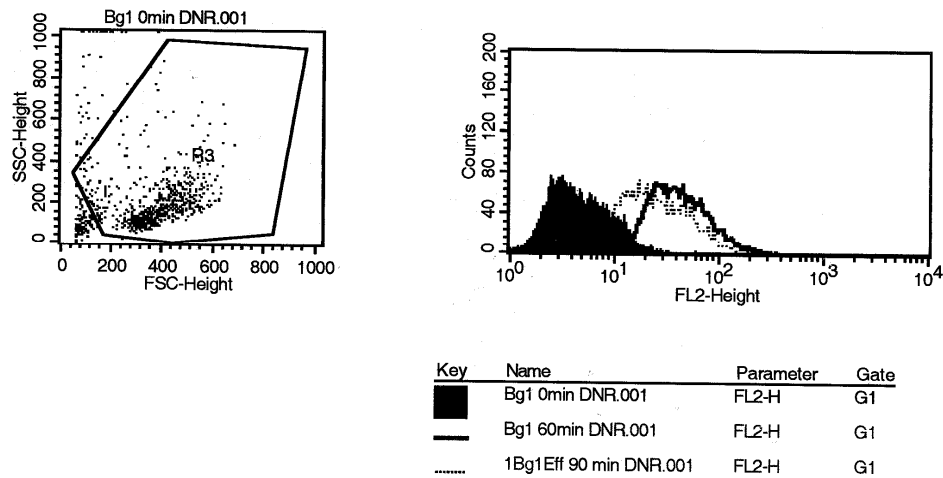 Bg1 0min DNR.001
SSC-Height
1000
800
600
400
200
0
R3
0 200 400 600 800 1000
FSC-Height
Counts
200
160
120
80
40
0
10^0 10^1 10^2 10^3 10^4
FL2-Height
Key Name Parameter Gate
Bg1 0min DNR.001 FL2-H G1
Bg1 60min DNR.001 FL2-H G1
1Bg1Eff 90 min DNR.001 FL2-H G1